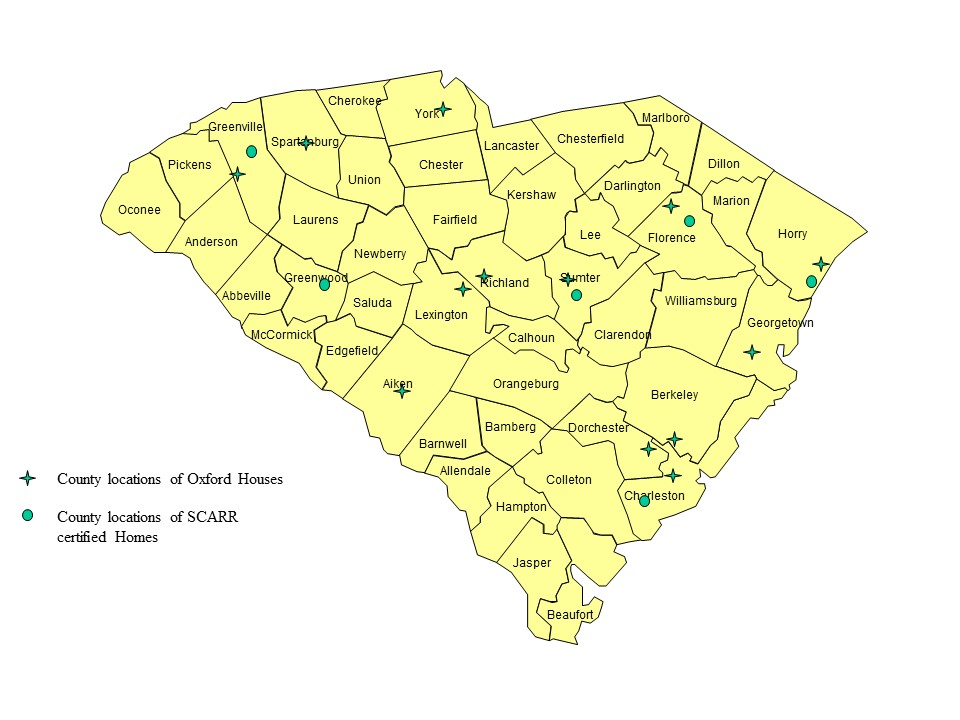 Cherokee
York
Marlboro
Greenville
Spartanburg
Lancaster
Chesterfield
Pickens
Chester
Dillon
Union
Darlington
Kershaw
Marion
Oconee
Laurens
Fairfield
Anderson
Lee
Florence
Horry
Newberry
Greenwood
Richland
Sumter
Abbeville
Saluda
Williamsburg
Lexington
Georgetown
McCormick
Calhoun
Clarendon
Edgefield
Aiken
Orangeburg
Berkeley
Bamberg
Dorchester
Barnwell
Allendale
Colleton
Charleston
Hampton
Jasper
Beaufort
County locations of Oxford Houses
County locations of SCARR
certified Homes